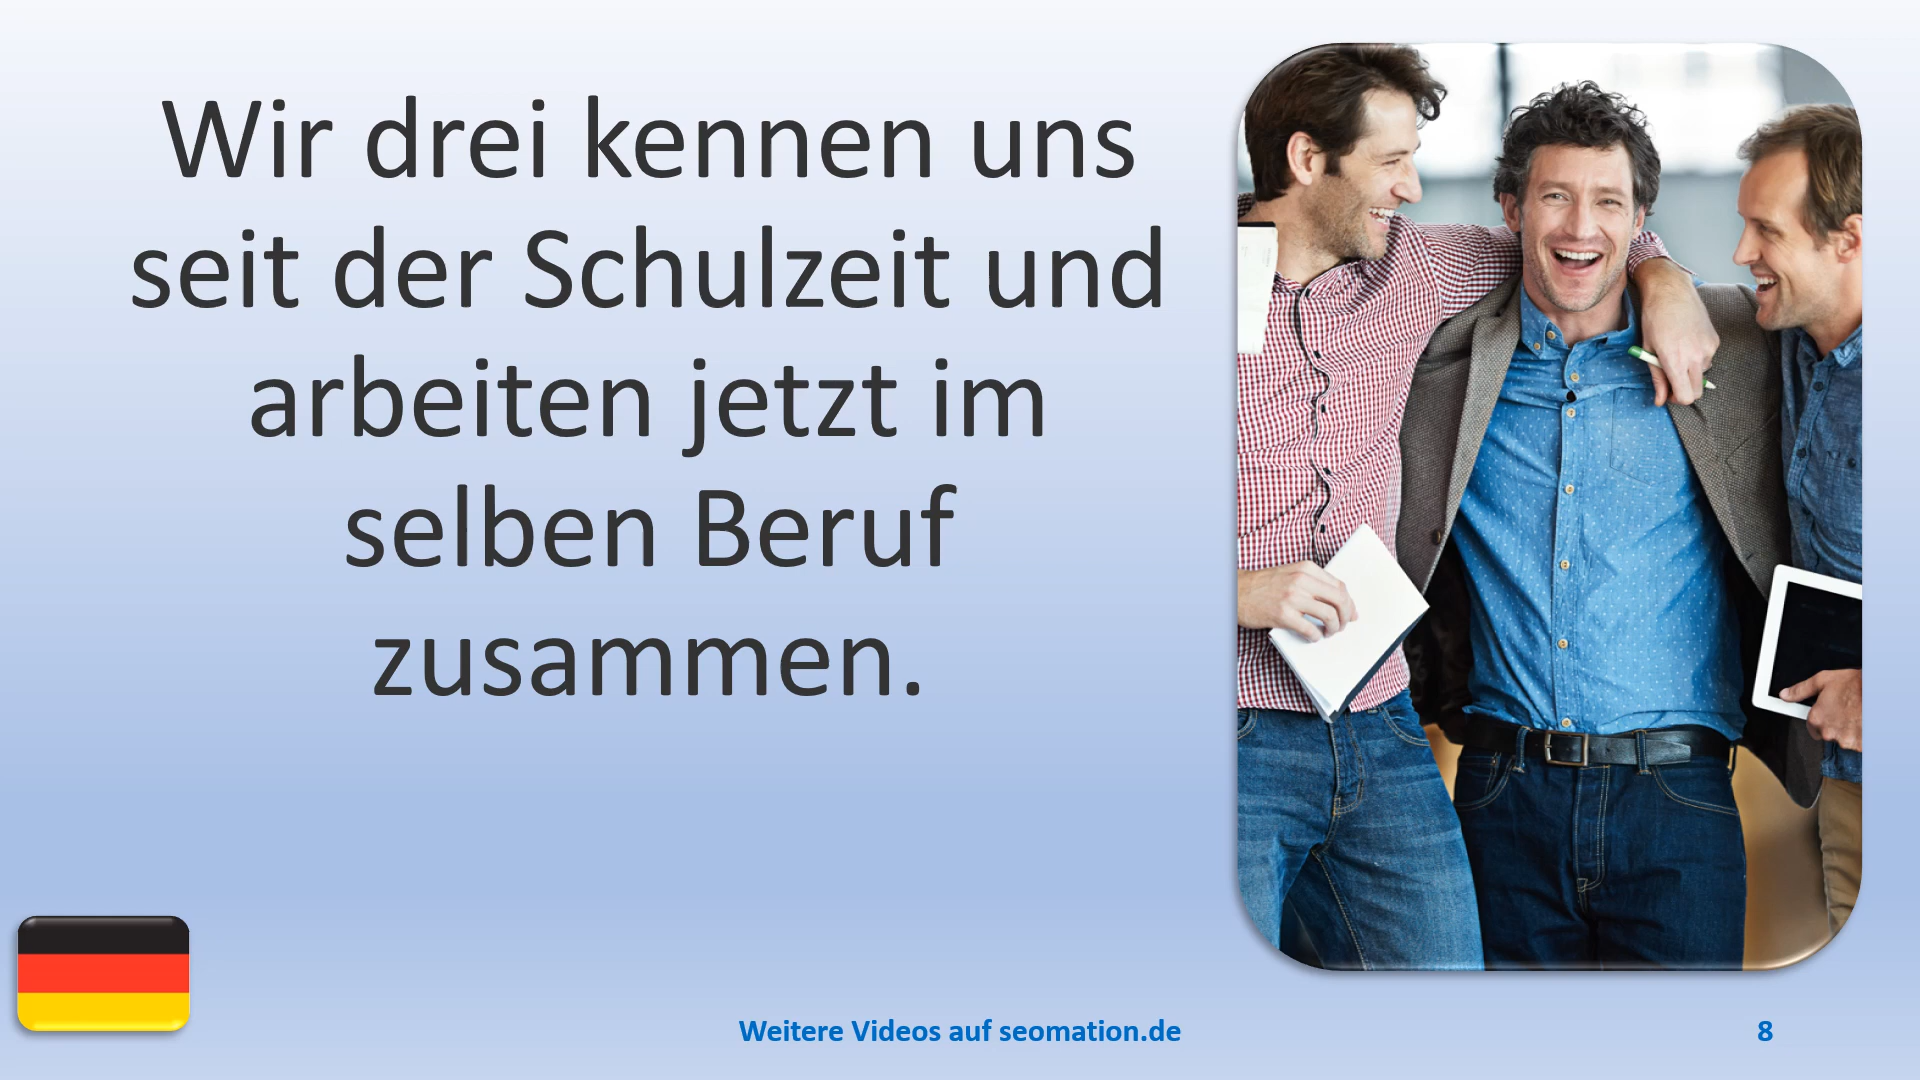 Wir drei kennen uns
seit der Schulzeit und
arbeiten jetzt im
selben Beruf
zusammen.
Weitere Videos auf seomation.de
8